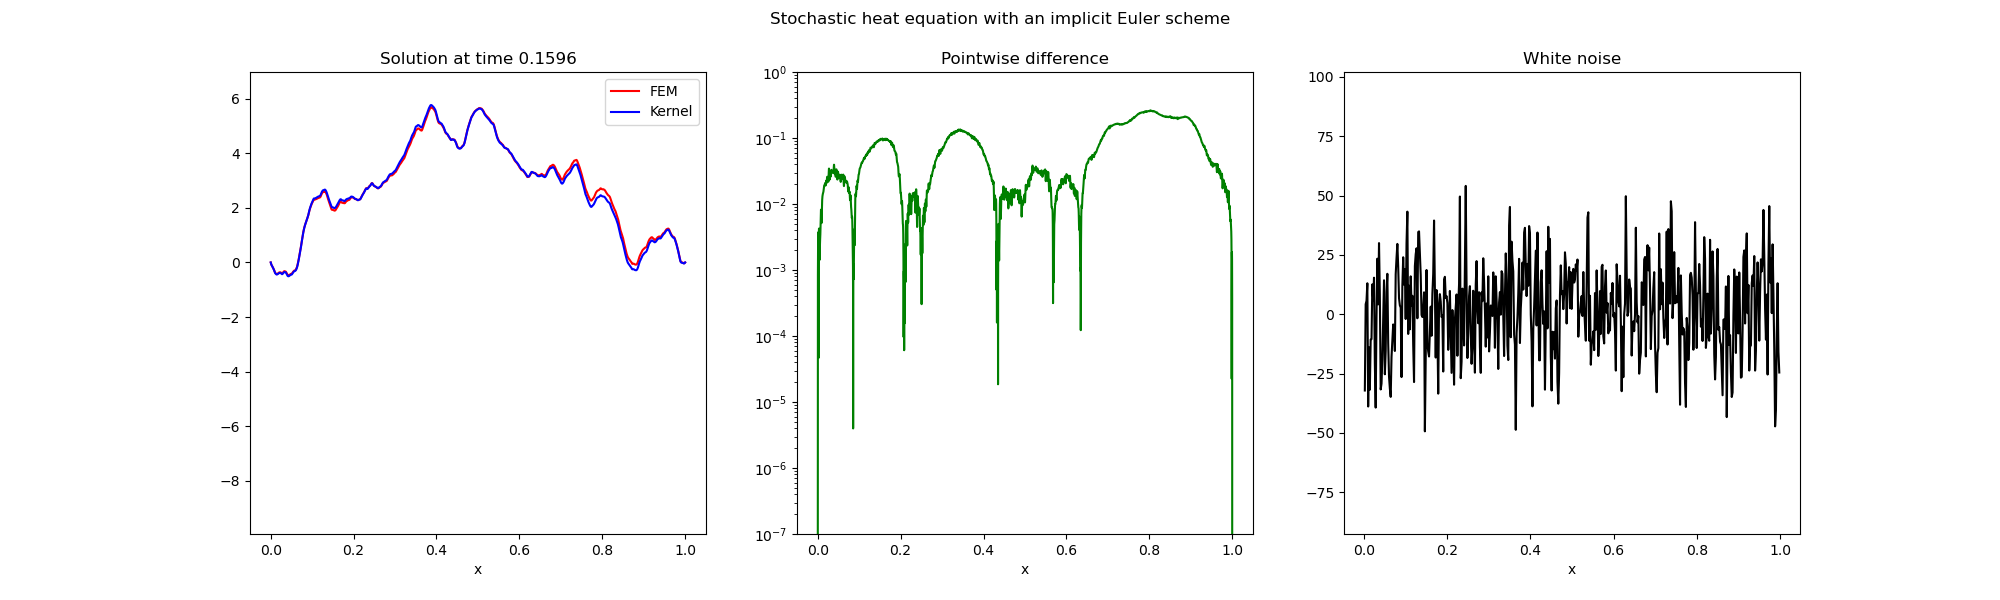 Stochastic heat equation with an implicit Euler scheme
Solution at time 0.1596
FEM
Kernel
6
4
2
0
−2
−4
−6
−8
0.0 0.2 0.4 0.6 0.8 1.0
x
Pointwise difference
10⁰
10⁻¹
10⁻²
10⁻³
10⁻⁴
10⁻⁵
10⁻⁶
10⁻⁷
0.0 0.2 0.4 0.6 0.8 1.0
x
White noise
100
75
50
25
0
−25
−50
−75
0.0 0.2 0.4 0.6 0.8 1.0
x